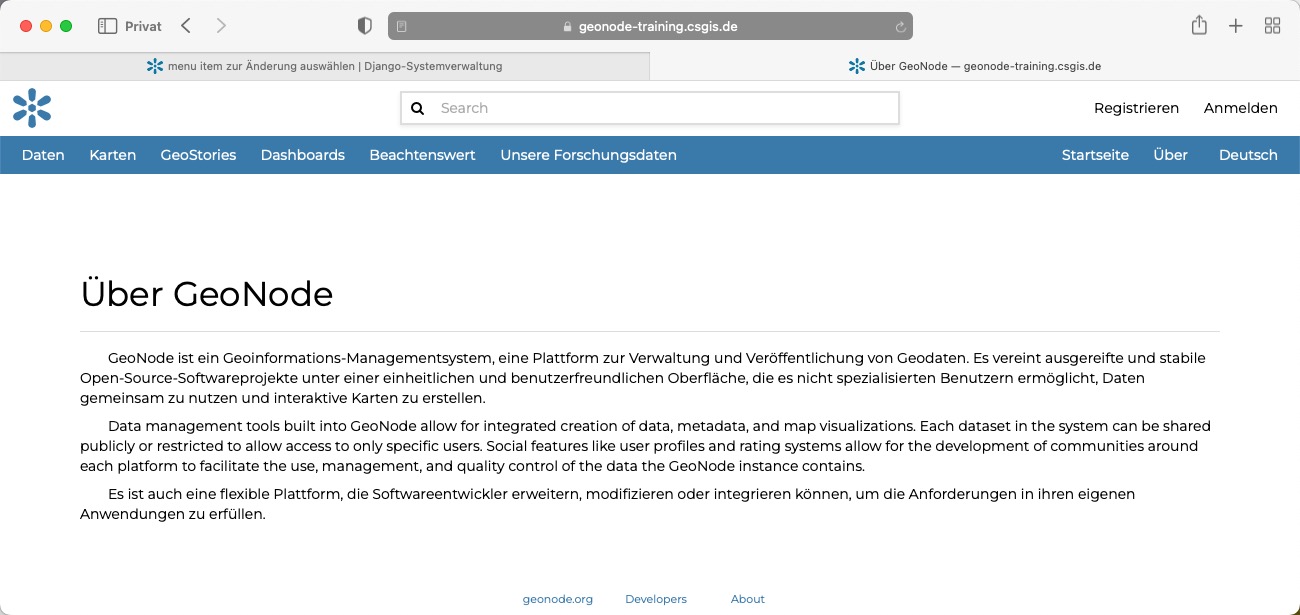 Privat
geonode-training.csgis.de
menu item zur Änderung auswählen | Django-Systemverwaltung
Über GeoNode — geonode-training.csgis.de
Search
Registrieren Anmelden
Daten Karten GeoStories Dashboards Beachtenswert Unsere Forschungsdaten Startseite Über Deutsch
Über GeoNode
GeoNode ist ein Geoinformations-Managementsystem, eine Plattform zur Verwaltung und Veröffentlichung von Geodaten. Es vereint ausgereifte und stabile
Open-Source-Softwareprojekte unter einer einheitlichen und benutzerfreundlichen Oberfläche, die es nicht spezialisierten Benutzern ermöglicht, Daten
gemeinsam zu nutzen und interaktive Karten zu erstellen.
Data management tools built into GeoNode allow for integrated creation of data, metadata, and map visualizations. Each dataset in the system can be shared
publicly or restricted to allow access to only specific users. Social features like user profiles and rating systems allow for the development of communities around
each platform to facilitate the use, management, and quality control of the data the GeoNode instance contains.
Es ist auch eine flexible Plattform, die Softwareentwickler erweitern, modifizieren oder integrieren können, um die Anforderungen in ihren eigenen
Anwendungen zu erfüllen.
geonode.org Developers About